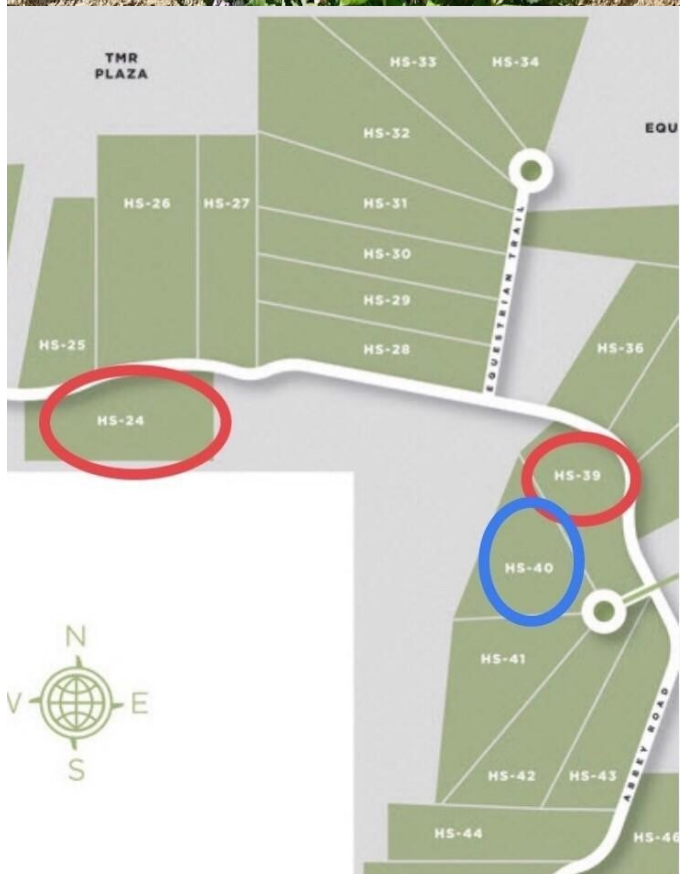 TMR
PLAZA
HS-33
HS-34
EQU
HS-32
HS-26
HS-27
HS-31
EQUESTRIAN TRAIL
HS-30
HS-29
HS-25
HS-28
HS-36
HS-24
HS-39
HS-40
N
V
E
S
HS-41
ABBEY ROAD
HS-42
HS-43
HS-44
HS-46